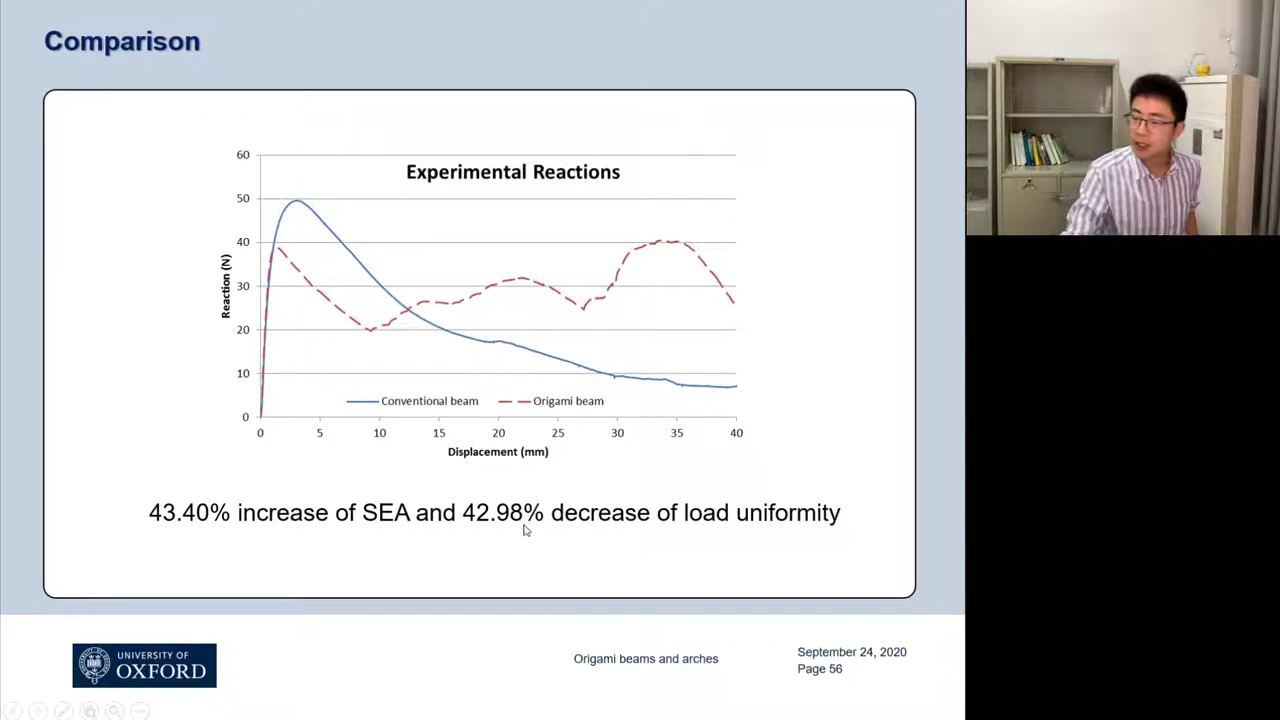 Comparison
Experimental Reactions
60
50
40
30
20
10
0
Reaction (N)
Conventional beam
Origami beam
0 5 10 15 20 25 30 35 40
Displacement (mm)
43.40% increase of SEA and 42.98% decrease of load uniformity
UNIVERSITY OF
OXFORD
Origami beams and arches
September 24, 2020
Page 56